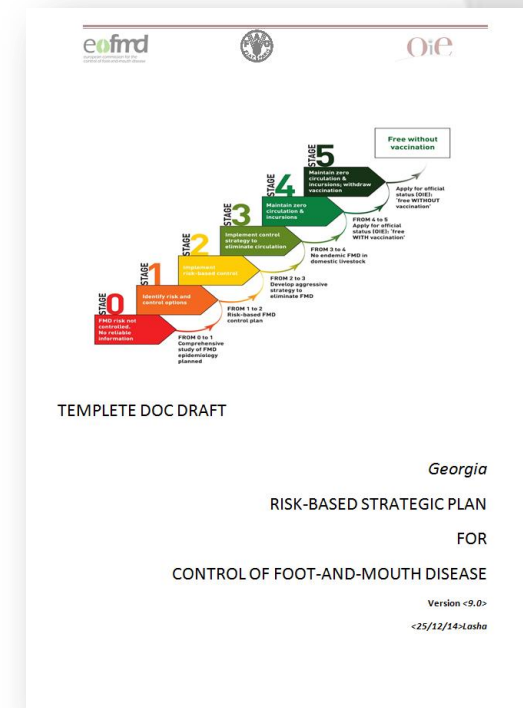 eofmd
european commission for the
control of foot-and-mouth disease
OiE
Free without
vaccination
STAGE 5
Maintain zero
circulation &
incursions; withdraw
vaccination
Apply for official
status (OIE):
'free WITHOUT
vaccination'
STAGE 4
Maintain zero
circulation &
incursions
FROM 4 to 5
Apply for official
status (OIE): 'free
WITH vaccination'
STAGE 3
Implement control
strategy to
eliminate circulation
FROM 3 to 4
No endemic FMD in
domestic livestock
STAGE 2
Implement
risk-based control
FROM 2 to 3
Develop aggressive
strategy to
eliminate FMD
STAGE 1
Identify risk and
control options
FROM 1 to 2
Risk-based FMD
control plan
STAGE 0
FMD risk not
controlled.
No reliable
information
FROM 0 to 1
Comprehensive
study of FMD
epidemiology
planned
TEMPLETE DOC DRAFT
Georgia
RISK-BASED STRATEGIC PLAN
FOR
CONTROL OF FOOT-AND-MOUTH DISEASE
Version <9.0>
<25/12/14>Lasha